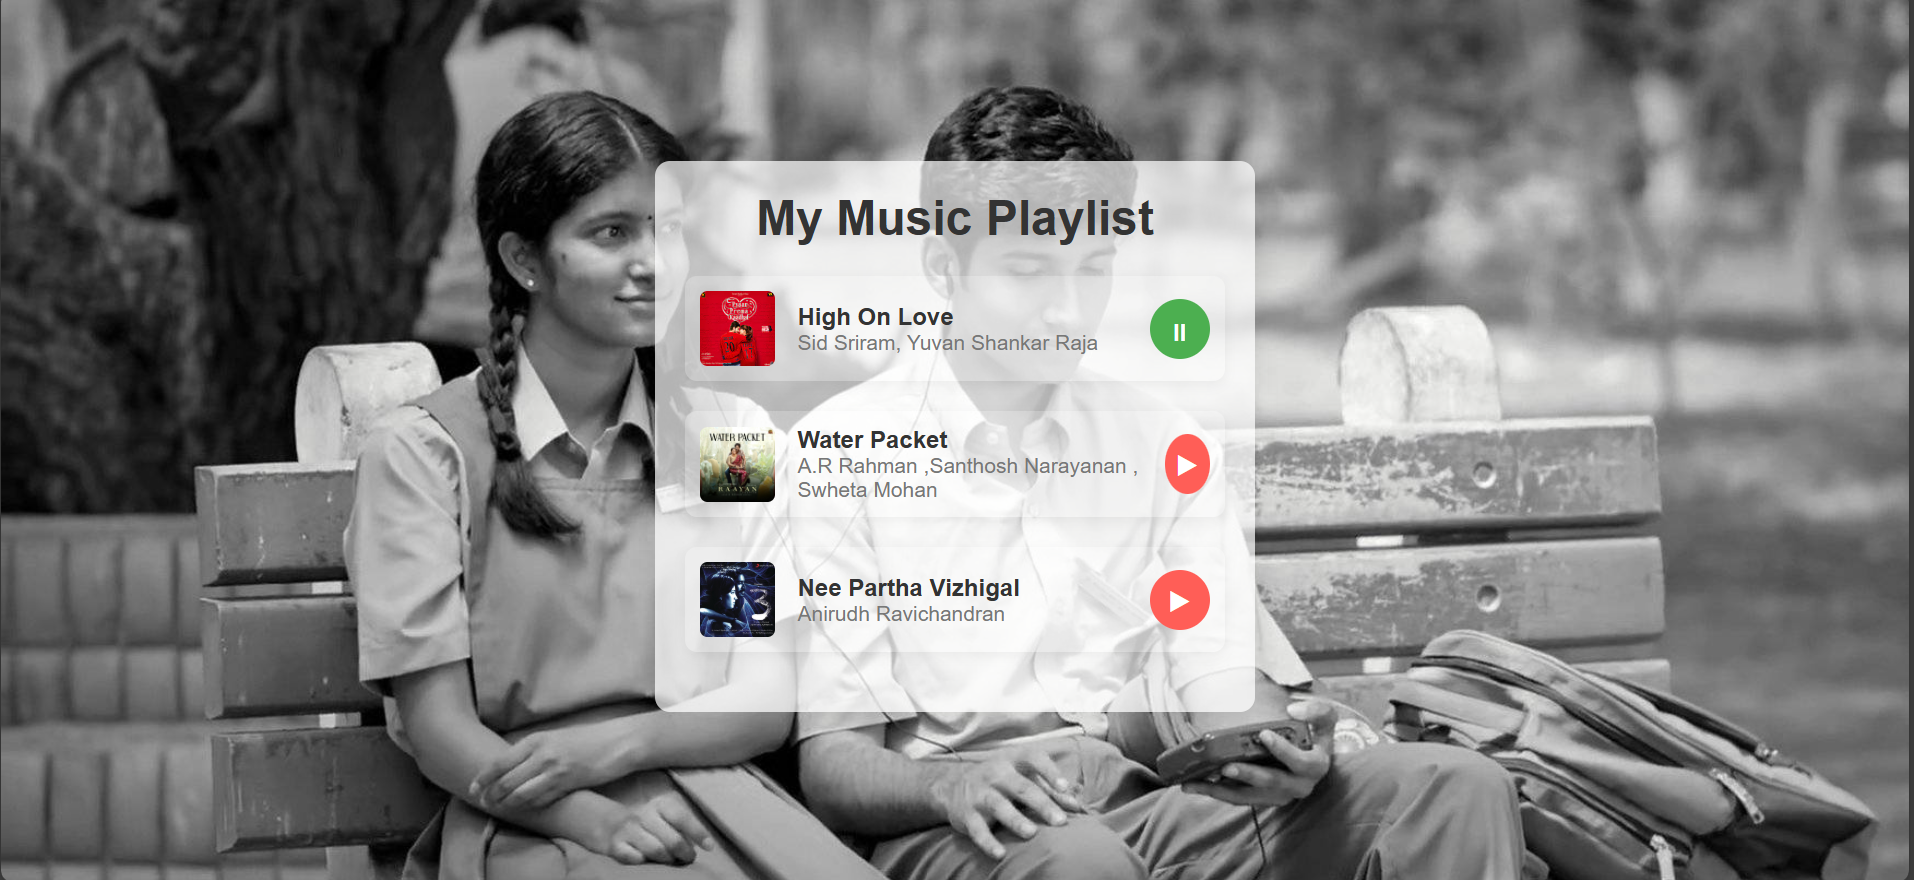 My Music Playlist
High On Love
Sid Sriram, Yuvan Shankar Raja
WATER PACKET
RAAYAN
Water Packet
A.R Rahman ,Santhosh Narayanan ,
Swheta Mohan
3
Nee Partha Vizhigal
Anirudh Ravichandran